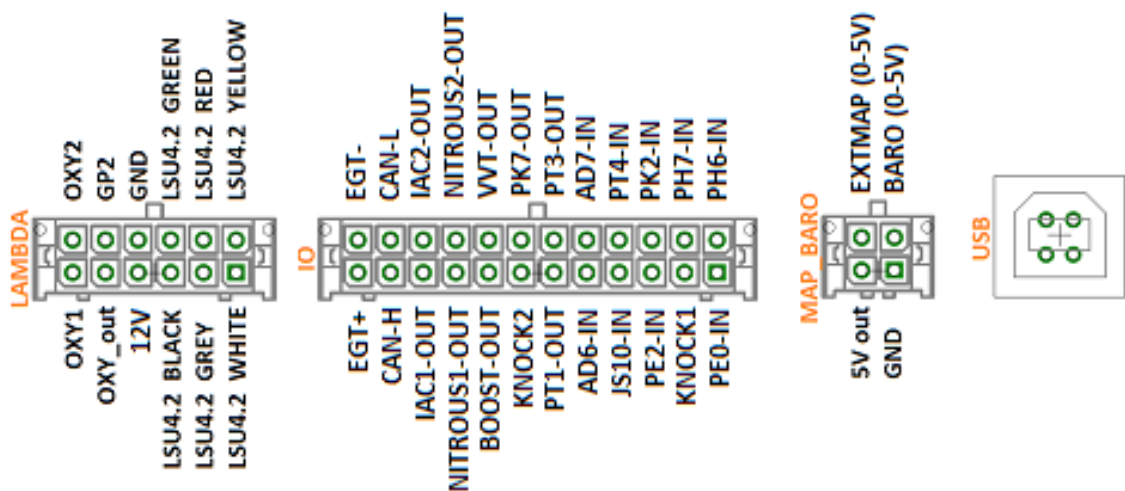 LAMBDA
OXY2
GP2
GND
LSU4.2 GREEN
LSU4.2 RED
LSU4.2 YELLOW
OXY1
OXY_out
12V
LSU4.2 BLACK
LSU4.2 GREY
LSU4.2 WHITE
IO
EGT-
CAN-L
IAC2-OUT
NITROUS2-OUT
VVT-OUT
PK7-OUT
PT3-OUT
AD7-IN
PT4-IN
PK2-IN
PH7-IN
PH6-IN
EGT+
CAN-H
IAC1-OUT
NITROUS1-OUT
BOOST-OUT
KNOCK2
PT1-OUT
AD6-IN
JS10-IN
PE2-IN
KNOCK1
PE0-IN
MAP_BARO
EXTMAP (0-5V)
BARO (0-5V)
5V out
GND
USB